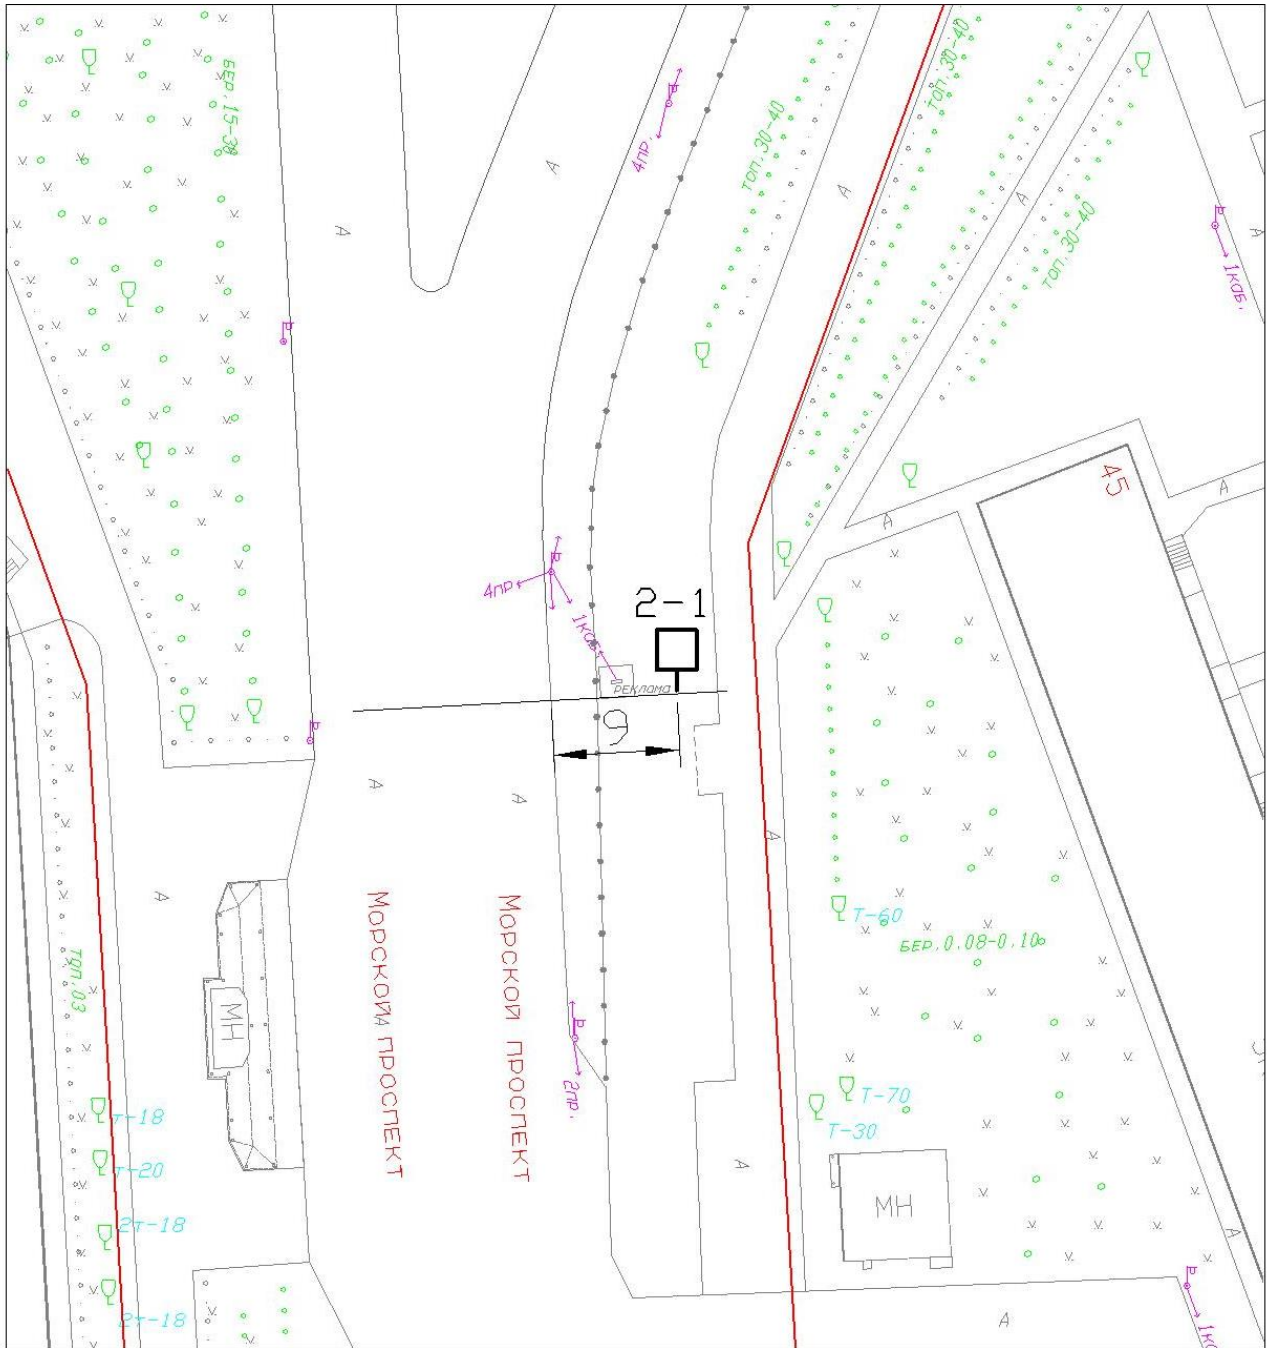 БЕР. 15-30
4ПР.
ТОП. 30-40
ТОП. 30-40
ТОП. 30-40
1КАБ.
А
А
А
А
А
45
А
А
4ПР
1КАБ.
2-1
РЕКЛАМА
9
А
А
А
А
МОРСКОЙ ПРОСПЕКТ
МОРСКОЙ ПРОСПЕКТ
А
Т-60
БЕР. 0.08-0.10
ТОП. 03
МН
2ПР.
Т-70
Т-30
Т-18
Т-20
2Т-18
2Т-18
А
МН
А
А